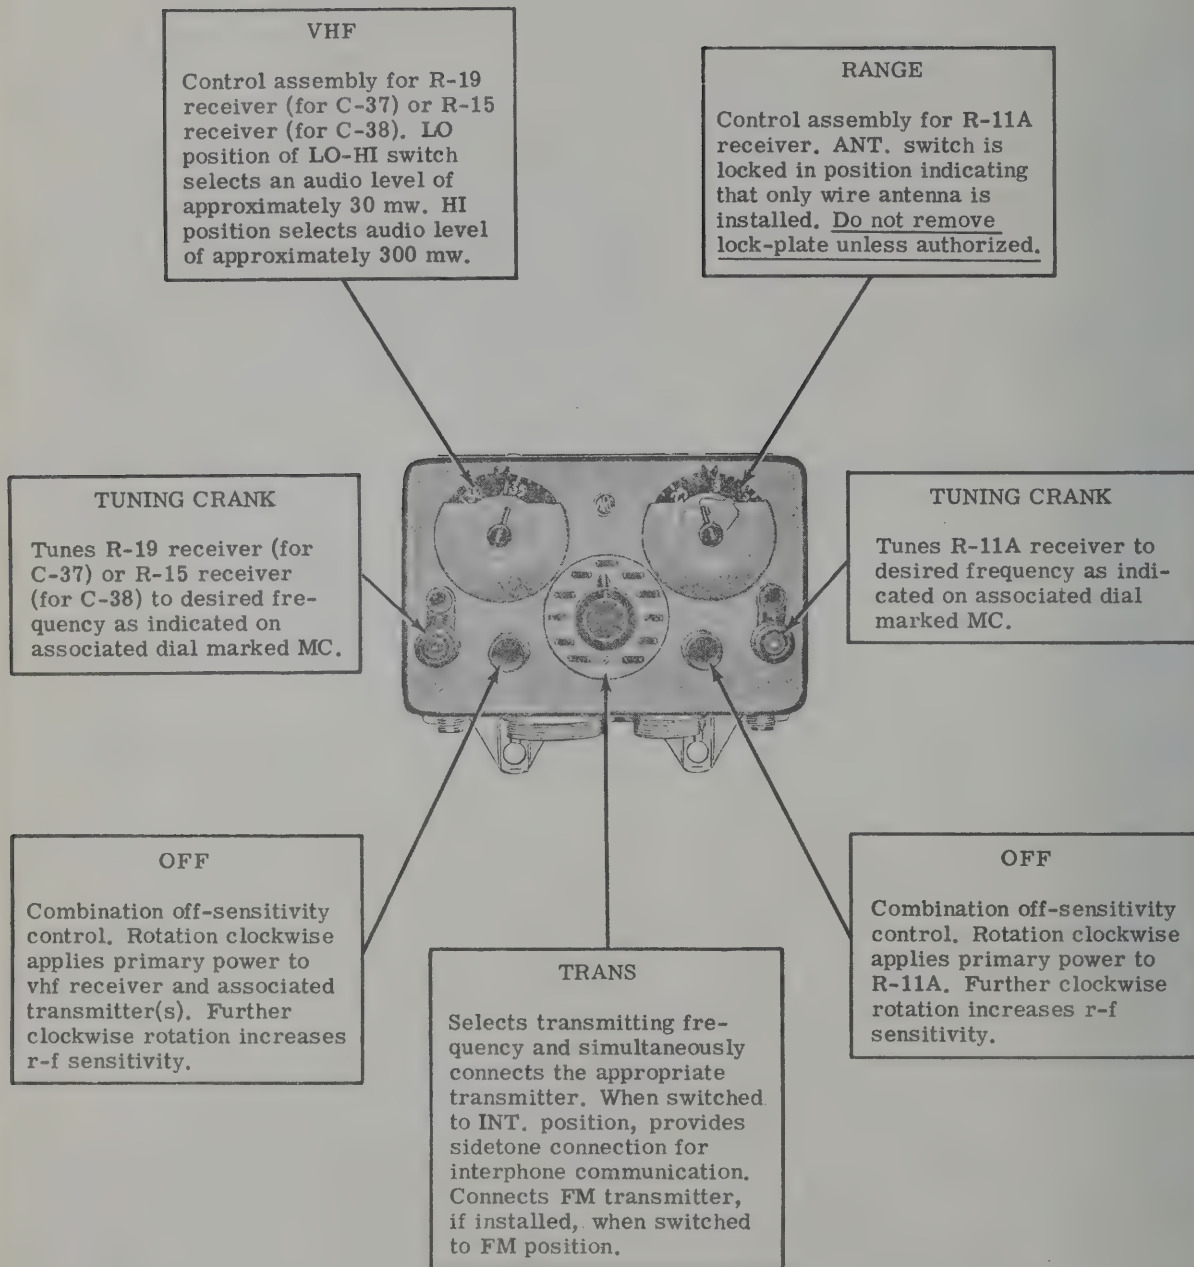 VHF
Control assembly for R-19
receiver (for C-37) or R-15
receiver (for C-38). LO
position of LO-HI switch
selects an audio level of
approximately 30 mw. HI
position selects audio level
of approximately 300 mw.
RANGE
Control assembly for R-11A
receiver. ANT. switch is
locked in position indicating
that only wire antenna is
installed. Do not remove
lock-plate unless authorized.
TUNING CRANK
Tunes R-19 receiver (for
C-37) or R-15 receiver
(for C-38) to desired fre-
quency as indicated on
associated dial marked MC.
TUNING CRANK
Tunes R-11A receiver to
desired frequency as indi-
cated on associated dial
marked MC.
OFF
Combination off-sensitivity
control. Rotation clockwise
applies primary power to
vhf receiver and associated
transmitter(s). Further
clockwise rotation increases
r-f sensitivity.
TRANS
Selects transmitting fre-
quency and simultaneously
connects the appropriate
transmitter. When switched
to INT. position, provides
sidetone connection for
interphone communication.
Connects FM transmitter,
if installed, when switched
to FM position.
OFF
Combination off-sensitivity
control. Rotation clockwise
applies primary power to
R-11A. Further clockwise
rotation increases r-f
sensitivity.